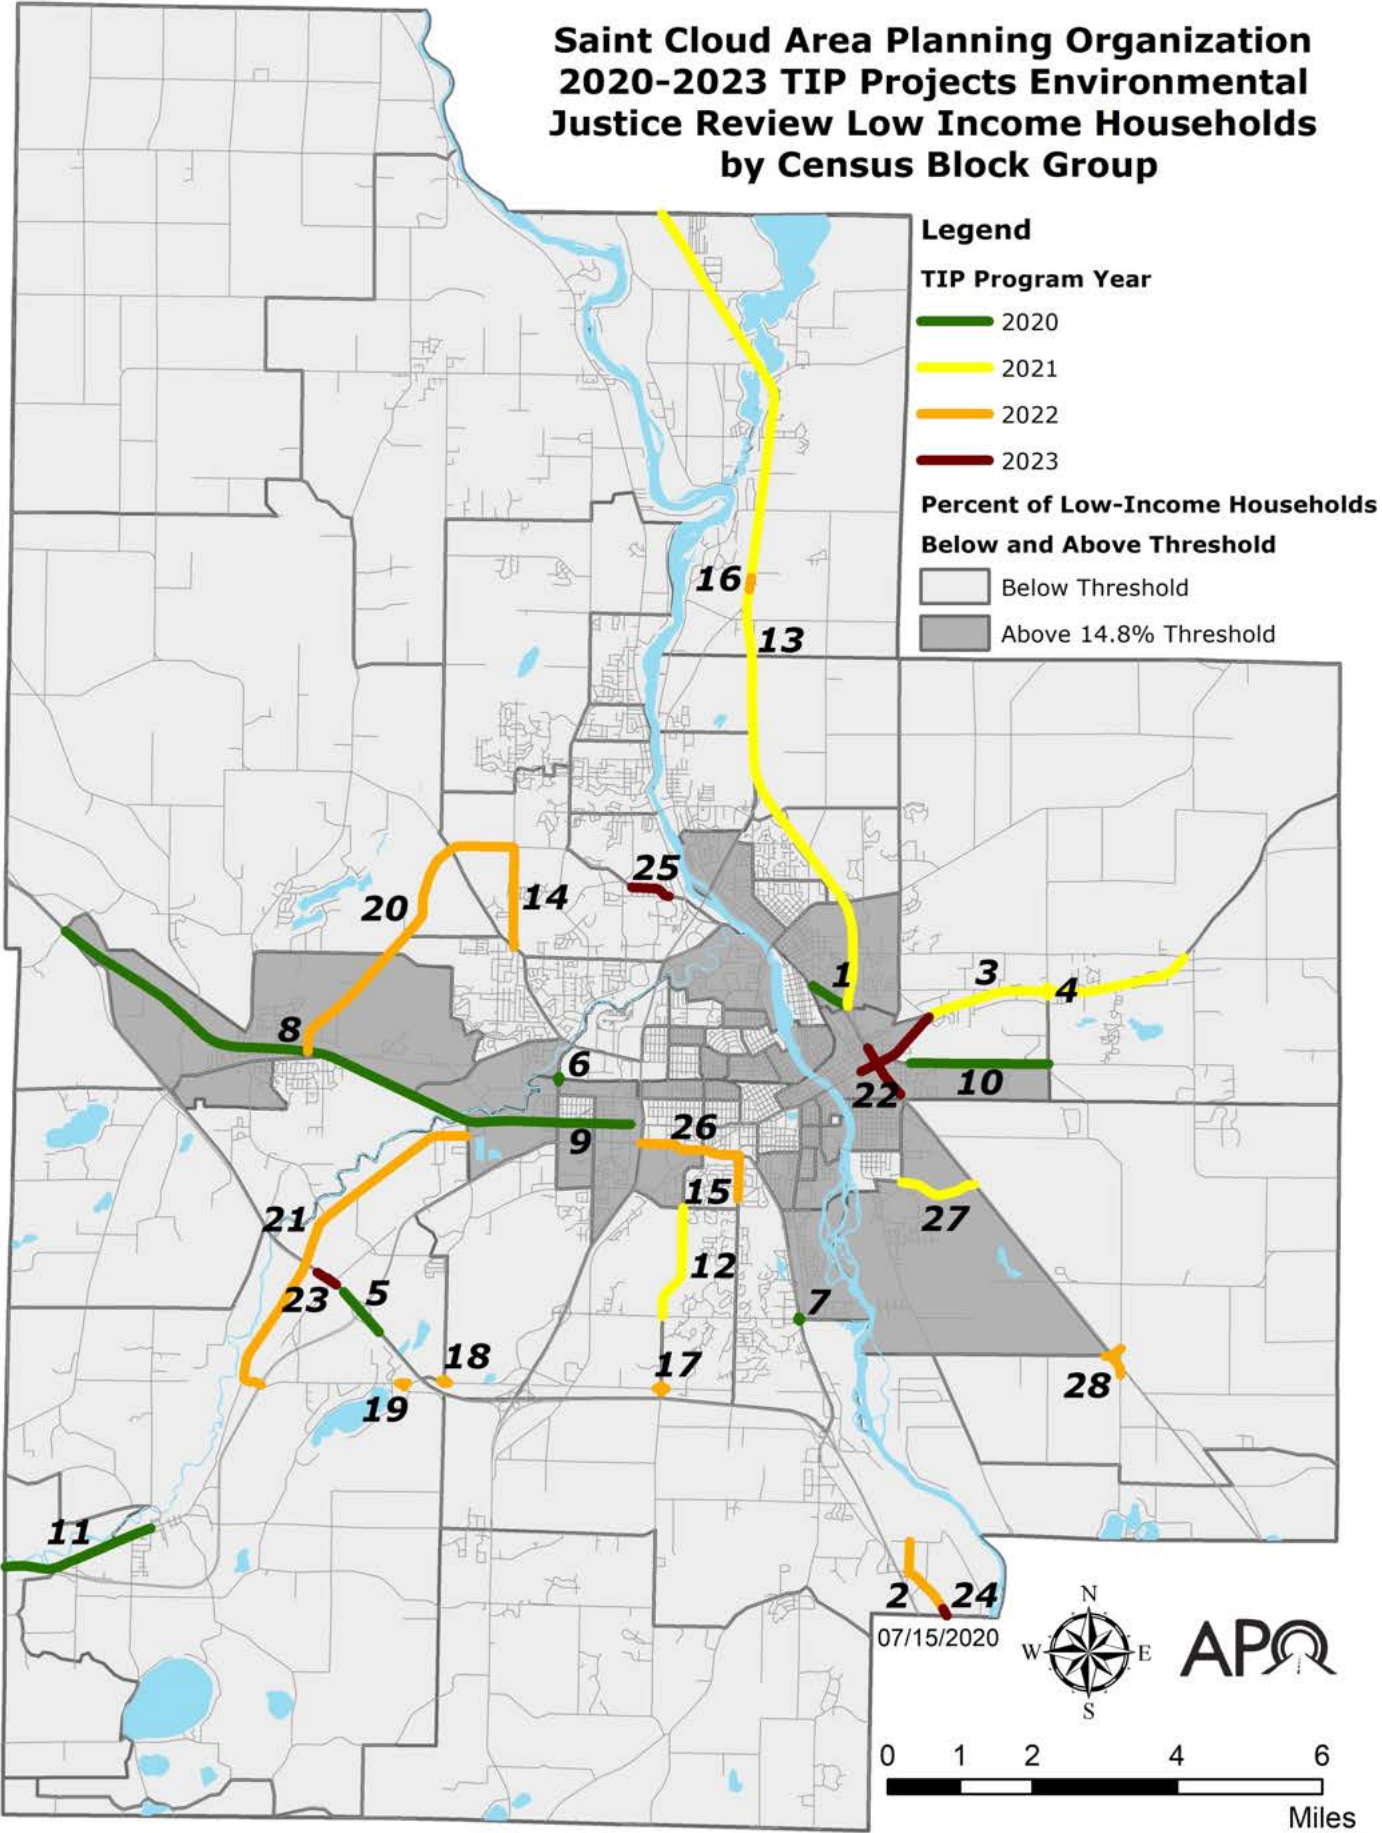 Saint Cloud Area Planning Organization
2020-2023 TIP Projects Environmental
Justice Review Low Income Households
by Census Block Group
Legend
TIP Program Year
2020
2021
2022
2023
Percent of Low-Income Households
Below and Above Threshold
Below Threshold
Above 14.8% Threshold
16
13
25
20
14
1
3
4
8
6
10
22
26
9
15
21
27
12
23
5
7
18
17
19
28
11
2
24
07/15/2020
N
W
E
S
APO
0 1 2 4 6
Miles